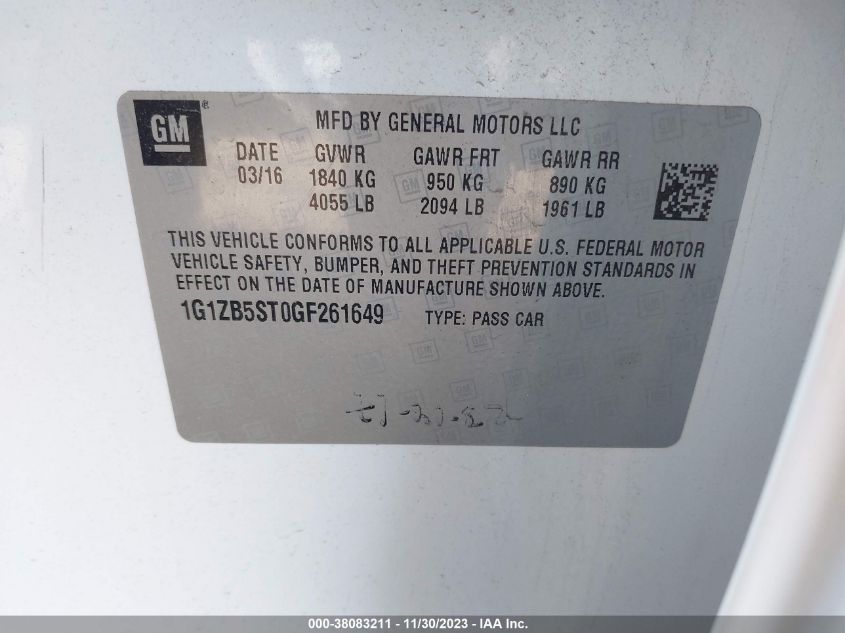 GM®
MFD BY GENERAL MOTORS LLC
DATE GVWR GAWR FRT GAWR RR
03/16 1840 KG 950 KG 890 KG
4055 LB 2094 LB 1961 LB
THIS VEHICLE CONFORMS TO ALL APPLICABLE U.S. FEDERAL MOTOR
VEHICLE SAFETY, BUMPER, AND THEFT PREVENTION STANDARDS IN
EFFECT ON THE DATE OF MANUFACTURE SHOWN ABOVE.
1G1ZB5ST0GF261649 TYPE: PASS CAR
000-38083211 - 11/30/2023 - IAA Inc.